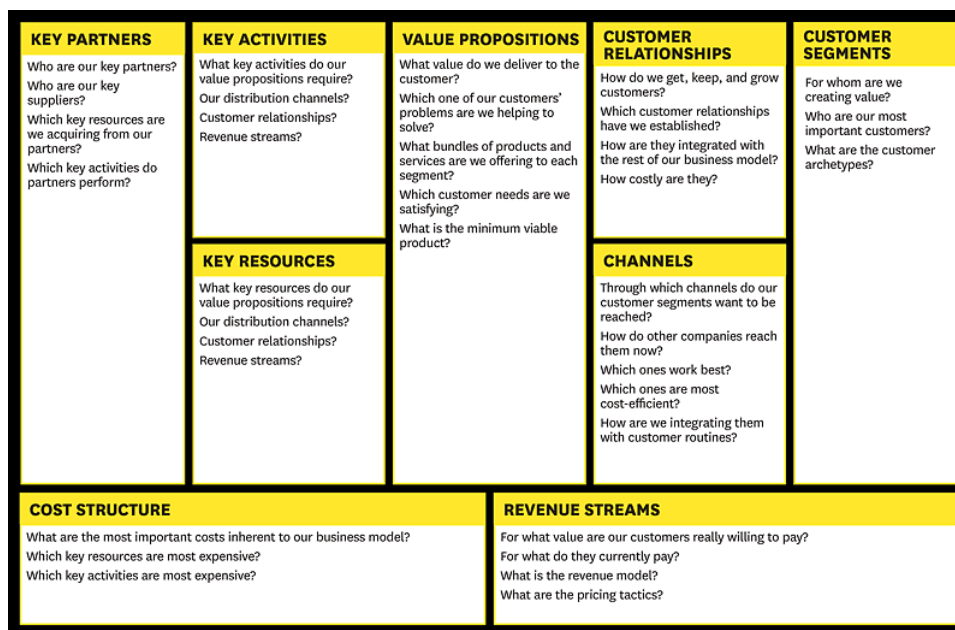 KEY PARTNERS
Who are our key partners?
Who are our key
suppliers?
Which key resources are
we acquiring from our
partners?
Which key activities do
partners perform?
KEY ACTIVITIES
What key activities do our
value propositions require?
Our distribution channels?
Customer relationships?
Revenue streams?
KEY RESOURCES
What key resources do our
value propositions require?
Our distribution channels?
Customer relationships?
Revenue streams?
VALUE PROPOSITIONS
What value do we deliver to the
customer?
Which one of our customers’
problems are we helping to
solve?
What bundles of products and
services are we offering to each
segment?
Which customer needs are we
satisfying?
What is the minimum viable
product?
CUSTOMER
RELATIONSHIPS
How do we get, keep, and grow
customers?
Which customer relationships
have we established?
How are they integrated with
the rest of our business model?
How costly are they?
CHANNELS
Through which channels do our
customer segments want to be
reached?
How do other companies reach
them now?
Which ones work best?
Which ones are most
cost-efficient?
How are we integrating them
with customer routines?
CUSTOMER
SEGMENTS
For whom are we
creating value?
Who are our most
important customers?
What are the customer
archetypes?
COST STRUCTURE
What are the most important costs inherent to our business model?
Which key resources are most expensive?
Which key activities are most expensive?
REVENUE STREAMS
For what value are our customers really willing to pay?
For what do they currently pay?
What is the revenue model?
What are the pricing tactics?